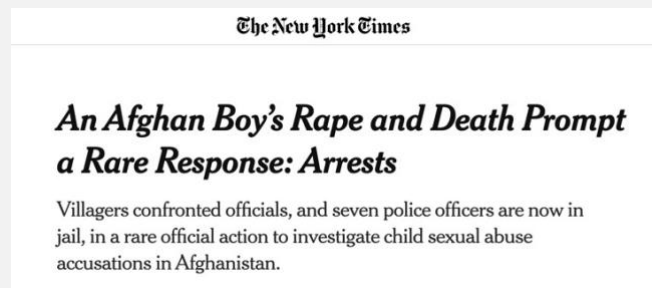 The New York Times
An Afghan Boy's Rape and Death Prompt
a Rare Response: Arrests
Villagers confronted officials, and seven police officers are now in
jail, in a rare official action to investigate child sexual abuse
accusations in Afghanistan.